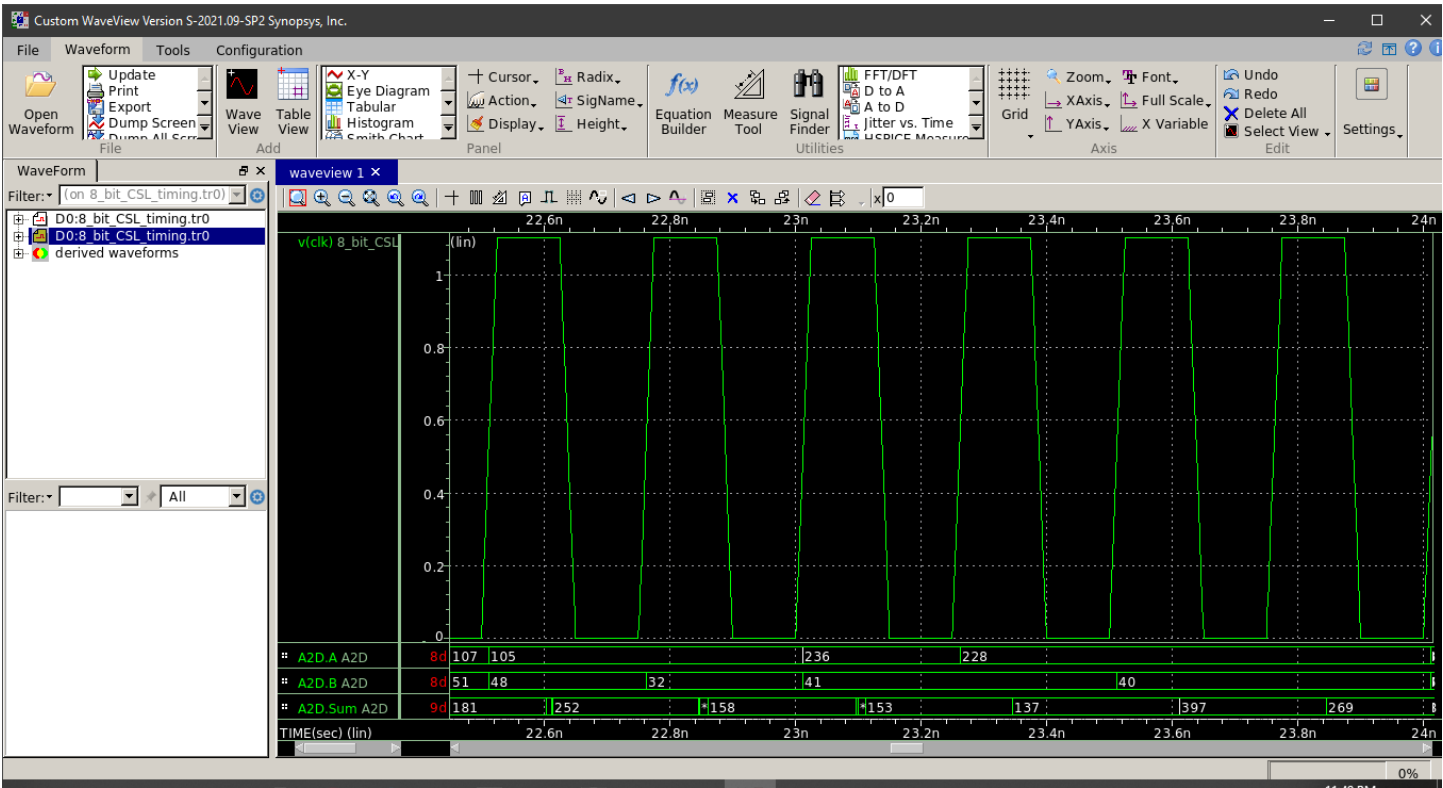 Custom WaveView Version S-2021.09-SP2 Synopsys, Inc.
File Waveform Tools Configuration
Open Waveform
Update
Print
Export
Dump Screen
Dump All Scr
File
Wave View
Table View
Add
X-Y
Eye Diagram
Tabular
Histogram
Smith Chart
Cursor
Action
Display
Radix
SigName
Height
Panel
Equation Builder
Measure Tool
Signal Finder
FFT/DFT
D to A
A to D
Jitter vs. Time
HSPICE Measure
Utilities
Grid
Zoom
XAxis
YAxis
Font
Full Scale
X Variable
Axis
Undo
Redo
Delete All
Select View
Edit
Settings
WaveForm
Filter: (on 8_bit_CSL_timing.tr0)
D0:8_bit_CSL_timing.tr0
D0:8_bit_CSL_timing.tr0
derived waveforms
Filter: All
waveview 1
x 0
22.6n 22.8n 23n 23.2n 23.4n 23.6n 23.8n 24n
v(clk) 8_bit_CSL (lin)
1
0.8
0.6
0.4
0.2
0
A2D.A A2D 8d 107 105 236 228
A2D.B A2D 8d 51 48 32 41 40
A2D.Sum A2D 9d 181 252 *158 *153 137 397 269
TIME(sec) (lin) 22.6n 22.8n 23n 23.2n 23.4n 23.6n 23.8n 24n
0%